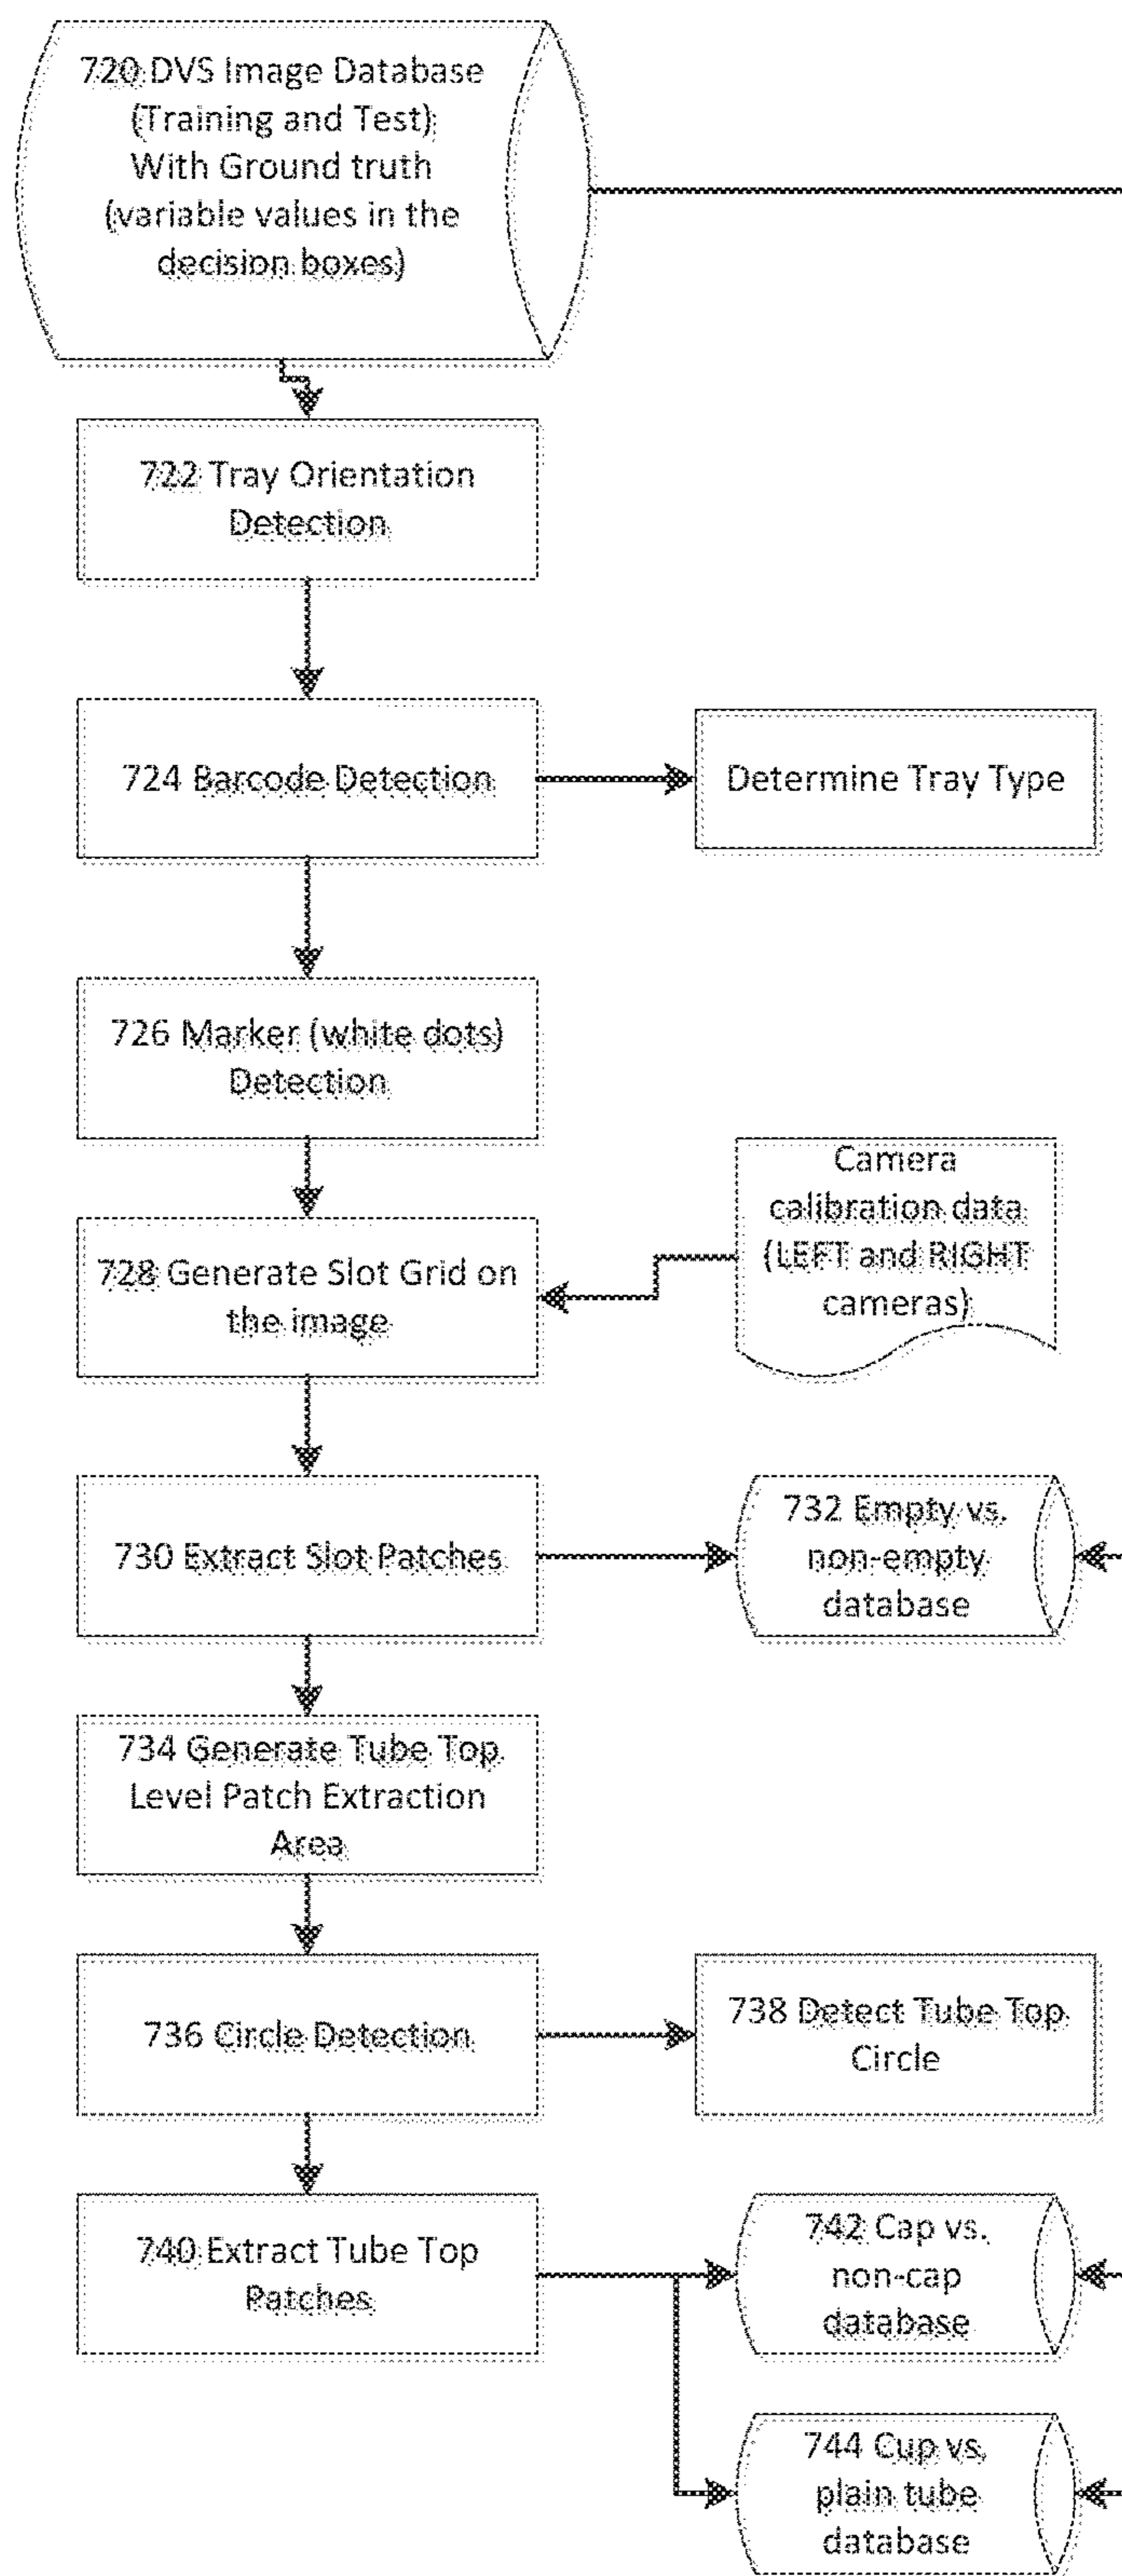 720 DVS Image Database
(Training and Test)
With Ground truth
(variable values in the
decision boxes)
722 Tray Orientation
Detection
724 Barcode Detection
Determine Tray Type
726 Marker (white dots)
Detection
Camera
calibration data
(LEFT and RIGHT
cameras)
728 Generate Slot Grid on
the image
730 Extract Slot Patches
732 Empty vs.
non-empty
database
734 Generate Tube Top
Level Patch Extraction
Area
736 Circle Detection
738 Detect Tube Top
Circle
740 Extract Tube Top
Patches
742 Cap vs.
non-cap
database
744 Cup vs.
plain tube
database